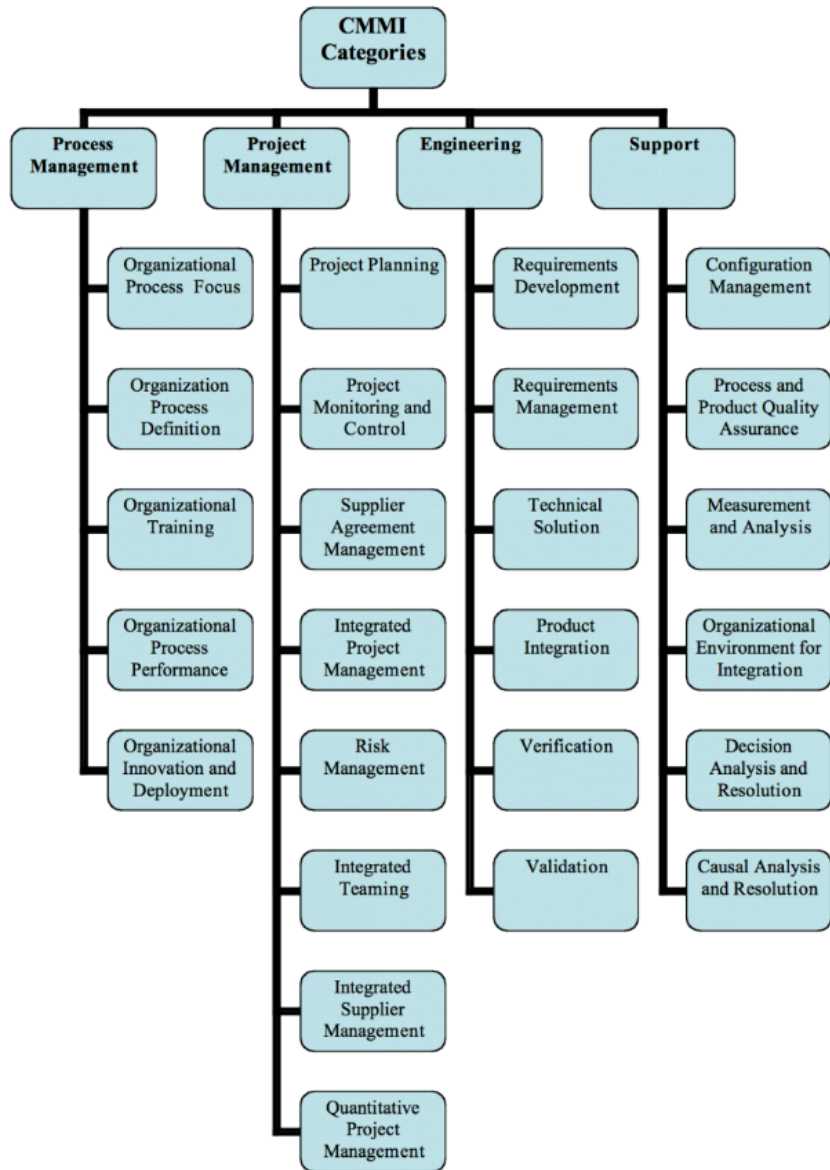 CMMI
Categories
Process
Management
Project
Management
Engineering
Support
Organizational
Process Focus
Organization
Process
Definition
Organizational
Training
Organizational
Process
Performance
Organizational
Innovation and
Deployment
Project Planning
Project
Monitoring and
Control
Supplier
Agreement
Management
Integrated
Project
Management
Risk
Management
Integrated
Teaming
Integrated
Supplier
Management
Quantitative
Project
Management
Requirements
Development
Requirements
Management
Technical
Solution
Product
Integration
Verification
Validation
Configuration
Management
Process and
Product Quality
Assurance
Measurement
and Analysis
Organizational
Environment for
Integration
Decision
Analysis and
Resolution
Causal Analysis
and Resolution